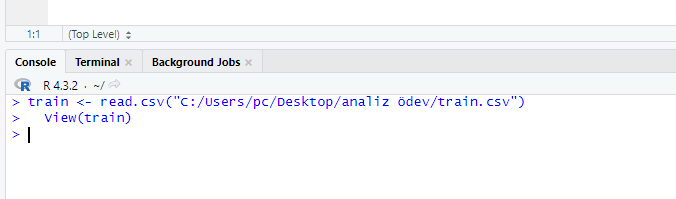 1:1 (Top Level)
Console Terminal Background Jobs
R R 4.3.2 · ~/
> train <- read.csv("C:/Users/pc/Desktop/analiz ödev/train.csv")
>   View(train)
>